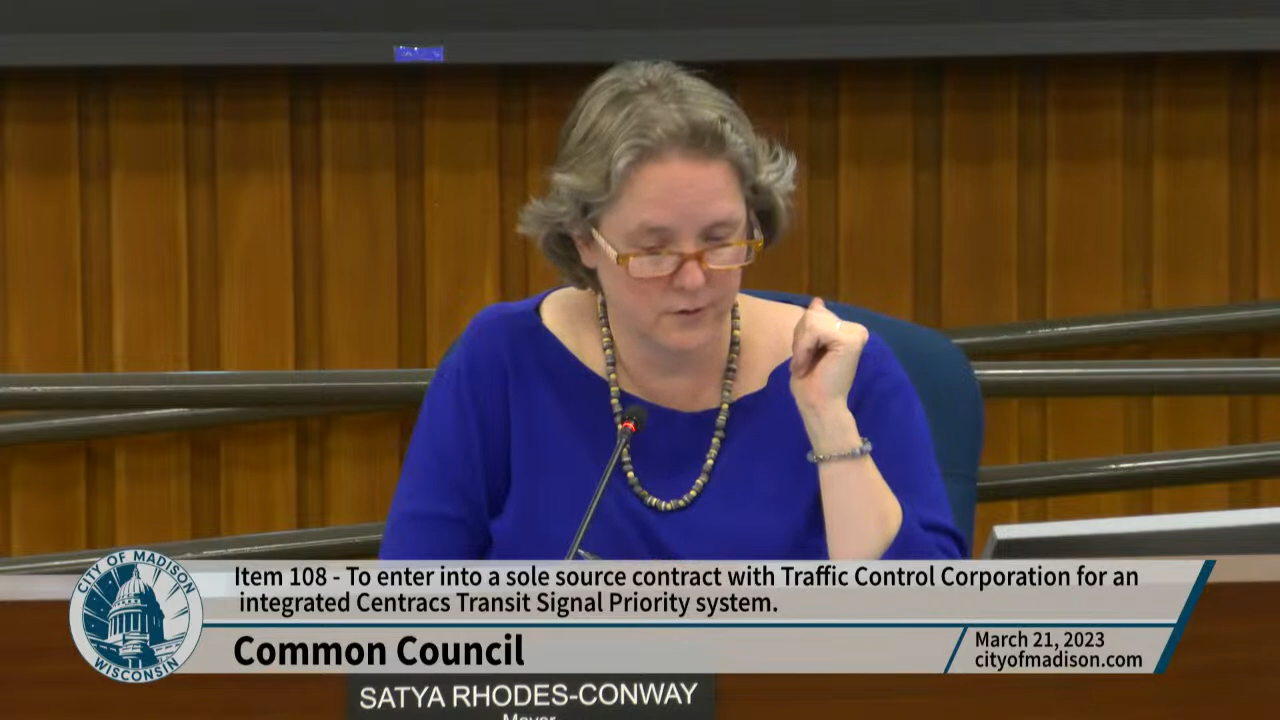 Item 108 - To enter into a sole source contract with Traffic Control Corporation for an
integrated Centracs Transit Signal Priority system.
CITY OF MADISON
WISCONSIN
Common Council
March 21, 2023
cityofmadison.com
SATYA RHODES-CONWAY
Mayor